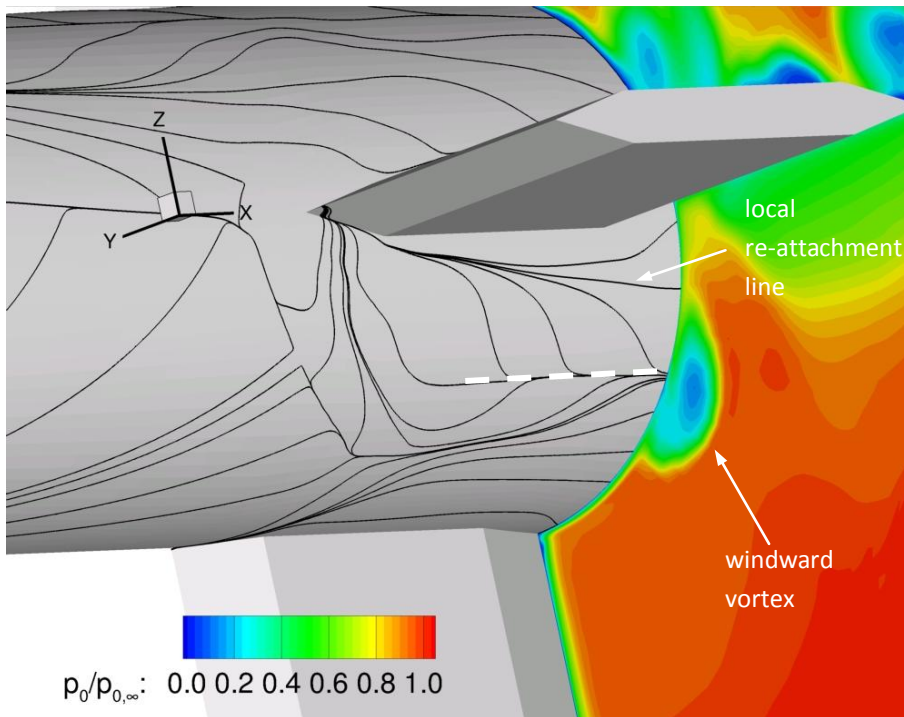 Z
X
Y
local
re-attachment
line
windward
vortex
p₀/p₀,∞: 0.0 0.2 0.4 0.6 0.8 1.0